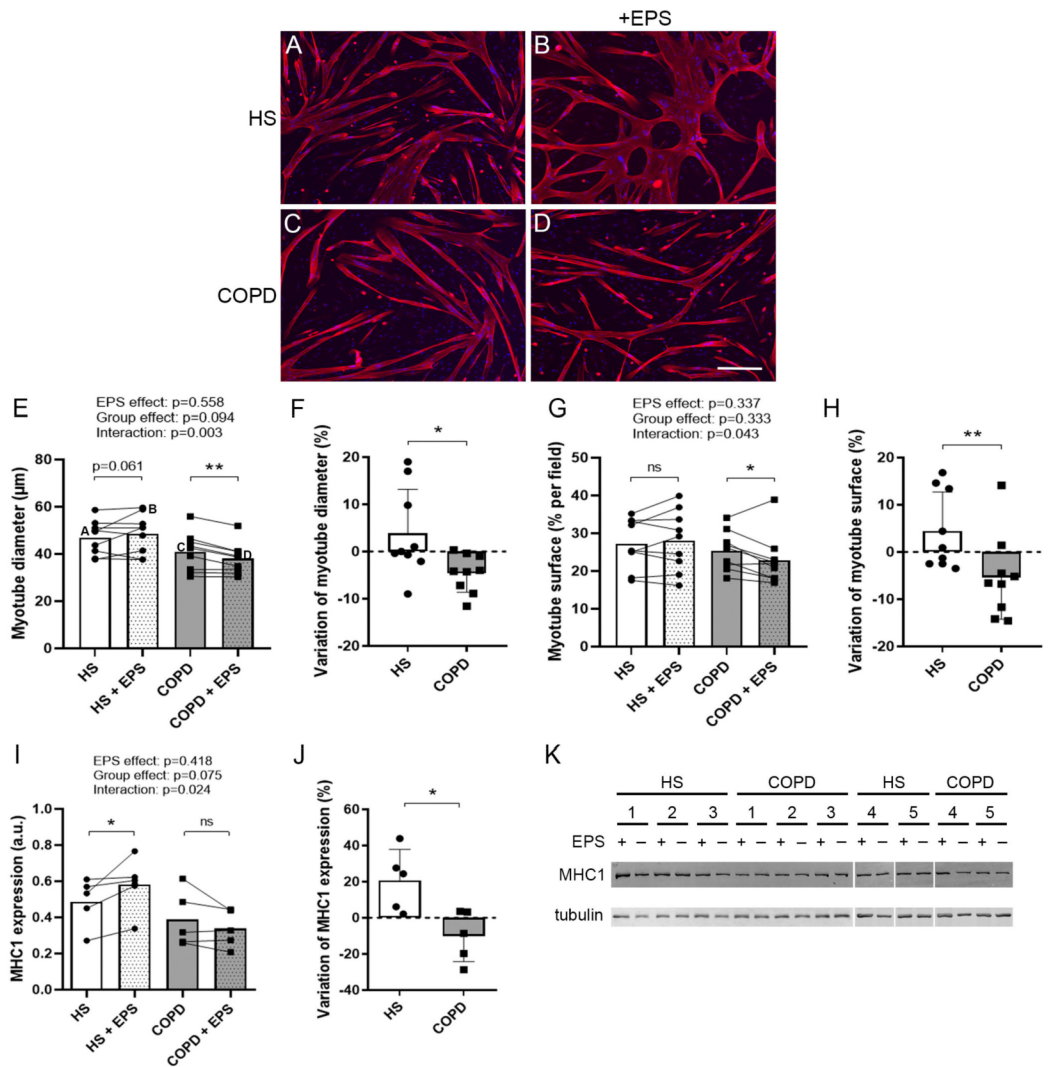 +EPS
A
B
HS
C
D
COPD
E
EPS effect: p=0.558
Group effect: p=0.094
Interaction: p=0.003
Myotube diameter (µm)
80
60
40
20
0
p=0.061
**
A
B
C
D
HS
HS + EPS
COPD
COPD + EPS
F
Variation of myotube diameter (%)
20
10
0
-10
-20
*
HS
COPD
G
EPS effect: p=0.337
Group effect: p=0.333
Interaction: p=0.043
Myotube surface (% per field)
50
40
30
20
10
0
ns
*
HS
HS + EPS
COPD
COPD + EPS
H
Variation of myotube surface (%)
20
10
0
-10
-20
**
HS
COPD
I
EPS effect: p=0.418
Group effect: p=0.075
Interaction: p=0.024
MHC1 expression (a.u.)
1.0
0.8
0.6
0.4
0.2
0.0
*
ns
HS
HS + EPS
COPD
COPD + EPS
J
Variation of MHC1 expression (%)
60
40
20
0
-20
-40
*
HS
COPD
K
HS COPD HS COPD
1 2 3 1 2 3 4 5 4 5
EPS + − + − + − + − + − + − + − + − + − + −
MHC1
tubulin